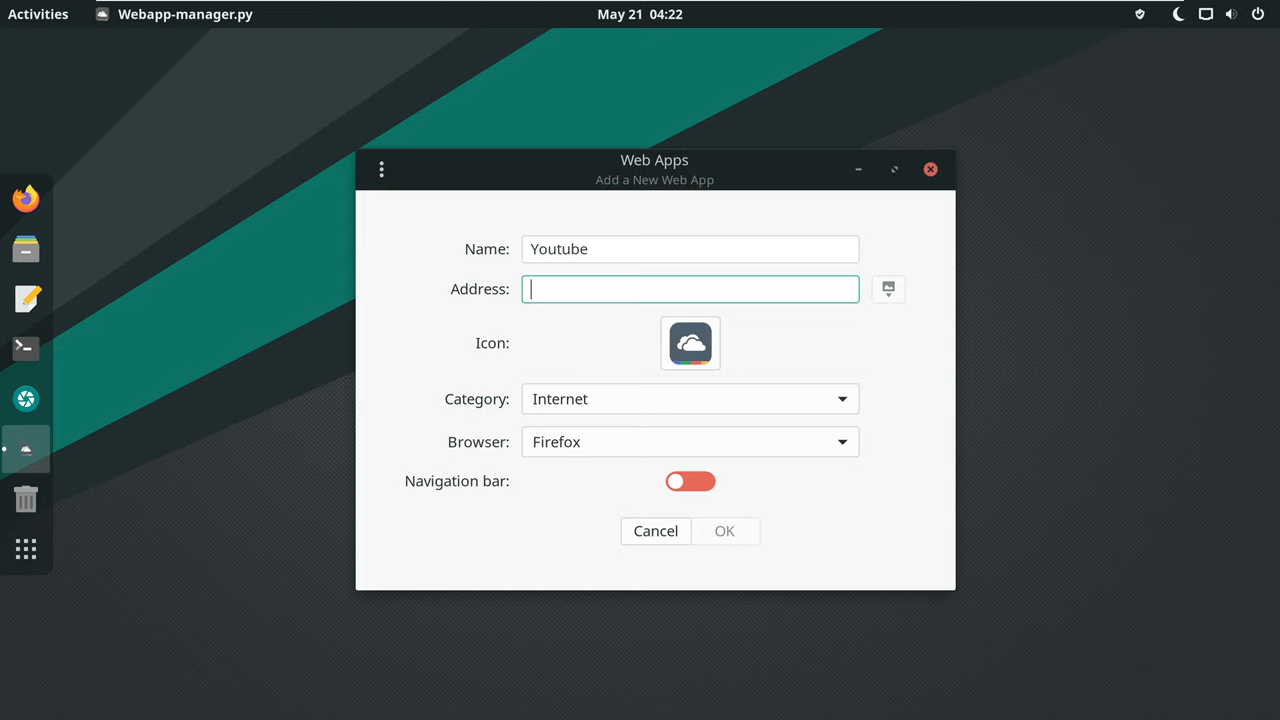 Activities
Webapp-manager.py
May 21 04:22
Web Apps
Add a New Web App
Name: Youtube
Address:
Icon:
Category: Internet
Browser: Firefox
Navigation bar:
Cancel OK